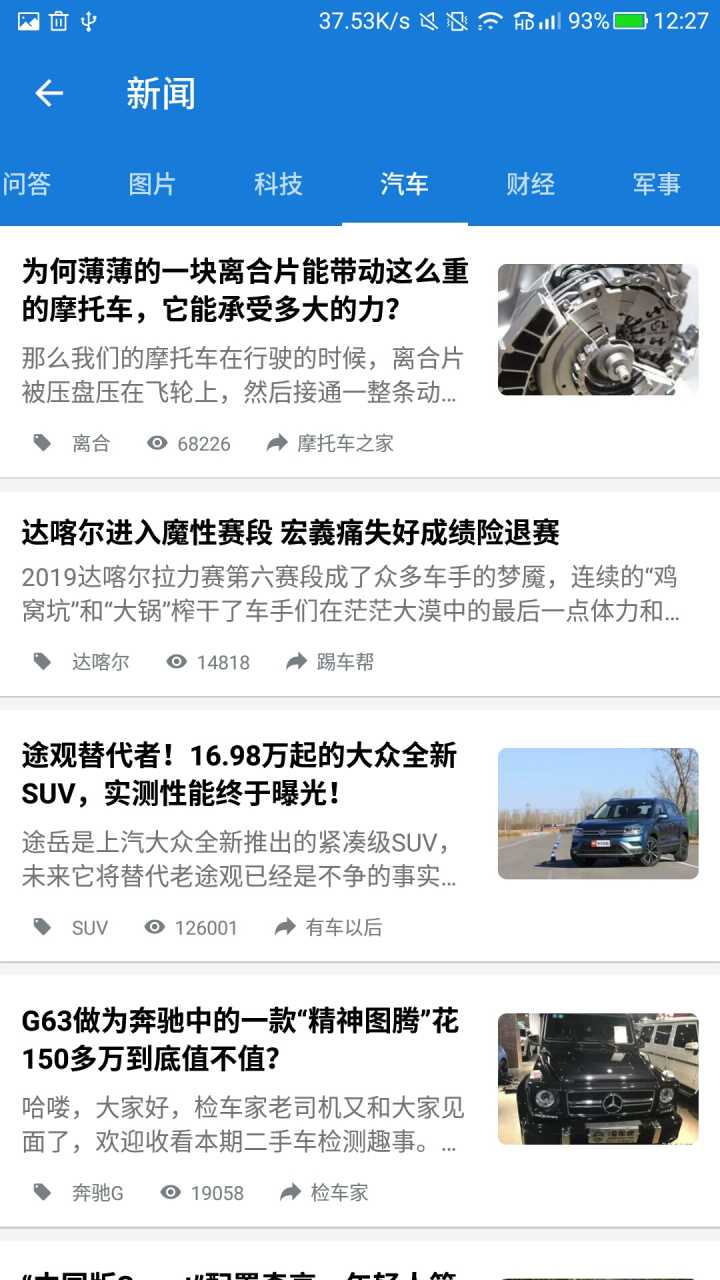 37.53K/s HD 93% 12:27
新闻
问答 图片 科技 汽车 财经 军事
为何薄薄的一块离合片能带动这么重
的摩托车，它能承受多大的力？
那么我们的摩托车在行驶的时候，离合片
被压盘压在飞轮上，然后接通一整条动...
离合 68226 摩托车之家
达喀尔进入魔性赛段 宏義痛失好成绩险退赛
2019达喀尔拉力赛第六赛段成了众多车手的梦魇，连续的“鸡
窝坑”和“大锅”榨干了车手们在茫茫大漠中的最后一点体力和...
达喀尔 14818 踢车帮
途观替代者！16.98万起的大众全新
SUV，实测性能终于曝光！
途岳是上汽大众全新推出的紧凑级SUV，
未来它将替代老途观已经是不争的事实...
SUV 126001 有车以后
G63做为奔驰中的一款“精神图腾”花
150多万到底值不值？
哈喽，大家好，检车家老司机又和大家见
面了，欢迎收看本期二手车检测趣事。...
奔驰G 19058 检车家